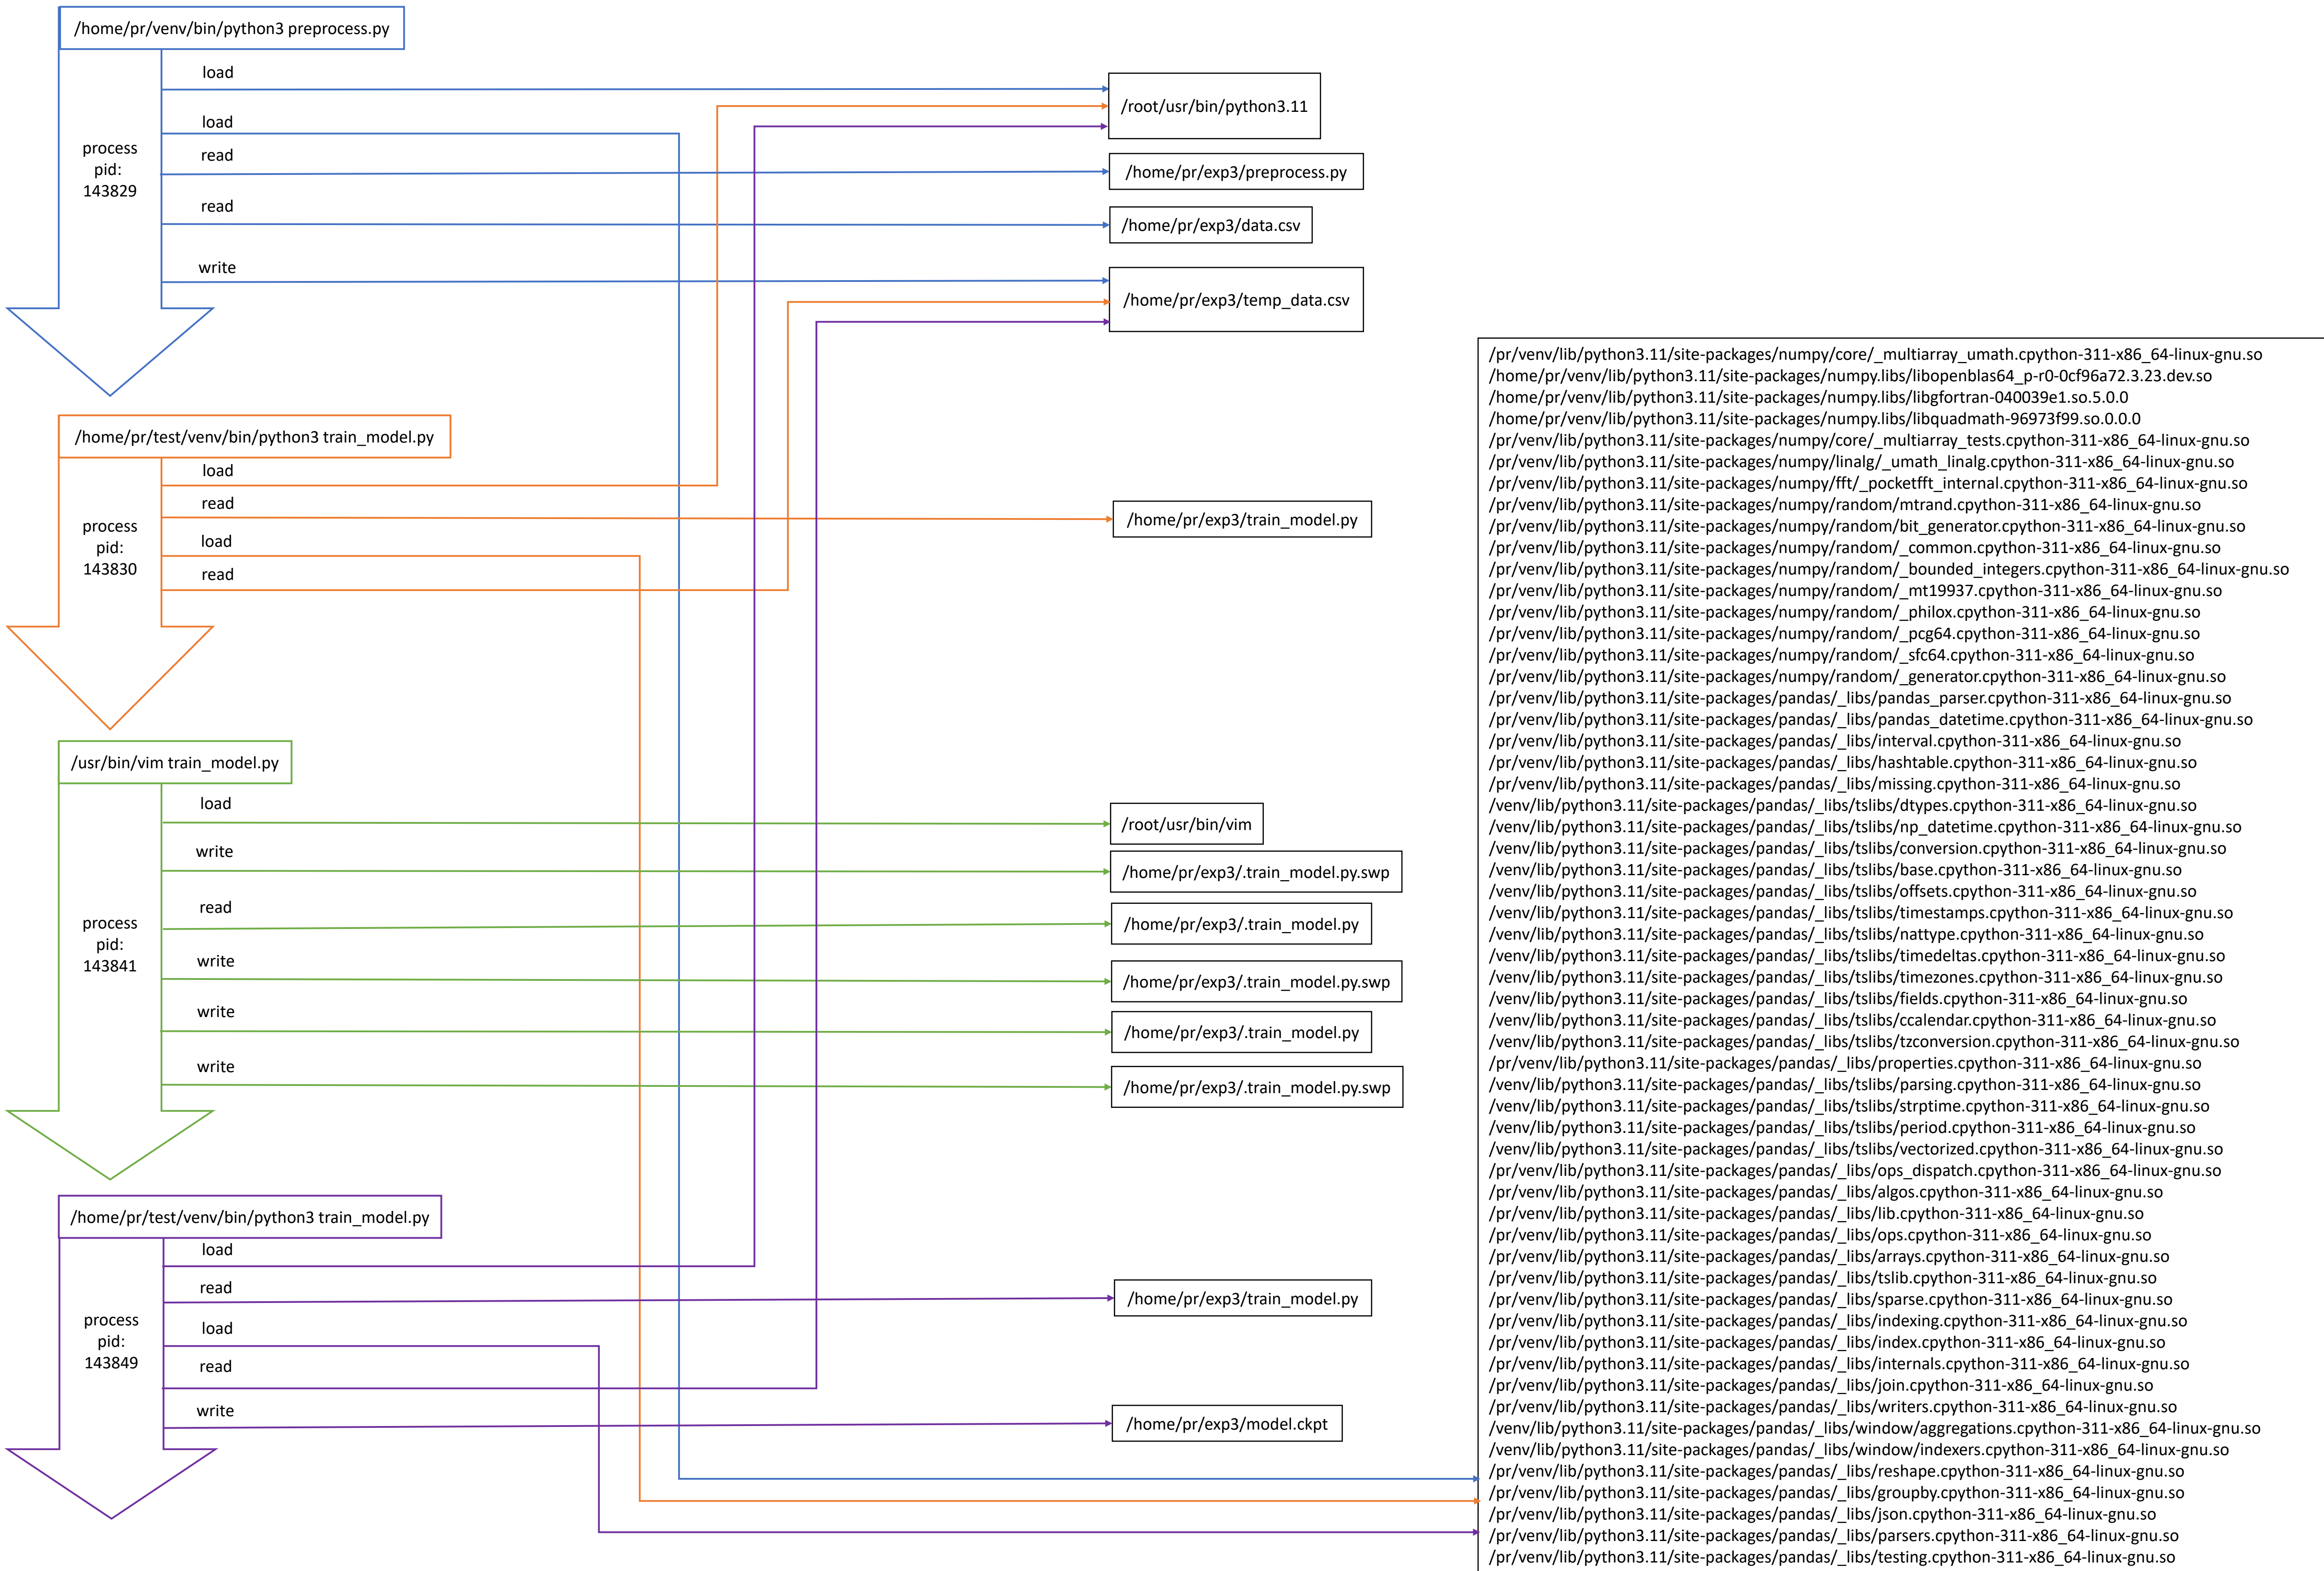 /home/pr/venv/bin/python3 preprocess.py
process
pid:
143829
load
load
read
read
write
/root/usr/bin/python3.11
/home/pr/exp3/preprocess.py
/home/pr/exp3/data.csv
/home/pr/exp3/temp_data.csv
/home/pr/test/venv/bin/python3 train_model.py
process
pid:
143830
load
read
load
read
/home/pr/exp3/train_model.py
/usr/bin/vim train_model.py
process
pid:
143841
load
write
read
write
write
write
/root/usr/bin/vim
/home/pr/exp3/.train_model.py.swp
/home/pr/exp3/.train_model.py
/home/pr/exp3/.train_model.py.swp
/home/pr/exp3/.train_model.py
/home/pr/exp3/.train_model.py.swp
/home/pr/test/venv/bin/python3 train_model.py
process
pid:
143849
load
read
load
read
write
/home/pr/exp3/train_model.py
/home/pr/exp3/model.ckpt
/pr/venv/lib/python3.11/site-packages/numpy/core/_multiarray_umath.cpython-311-x86_64-linux-gnu.so
/home/pr/venv/lib/python3.11/site-packages/numpy.libs/libopenblas64_p-r0-0cf96a72.3.23.dev.so
/home/pr/venv/lib/python3.11/site-packages/numpy.libs/libgfortran-040039e1.so.5.0.0
/home/pr/venv/lib/python3.11/site-packages/numpy.libs/libquadmath-96973f99.so.0.0.0
/pr/venv/lib/python3.11/site-packages/numpy/core/_multiarray_tests.cpython-311-x86_64-linux-gnu.so
/pr/venv/lib/python3.11/site-packages/numpy/linalg/_umath_linalg.cpython-311-x86_64-linux-gnu.so
/pr/venv/lib/python3.11/site-packages/numpy/fft/_pocketfft_internal.cpython-311-x86_64-linux-gnu.so
/pr/venv/lib/python3.11/site-packages/numpy/random/mtrand.cpython-311-x86_64-linux-gnu.so
/pr/venv/lib/python3.11/site-packages/numpy/random/bit_generator.cpython-311-x86_64-linux-gnu.so
/pr/venv/lib/python3.11/site-packages/numpy/random/_common.cpython-311-x86_64-linux-gnu.so
/pr/venv/lib/python3.11/site-packages/numpy/random/_bounded_integers.cpython-311-x86_64-linux-gnu.so
/pr/venv/lib/python3.11/site-packages/numpy/random/_mt19937.cpython-311-x86_64-linux-gnu.so
/pr/venv/lib/python3.11/site-packages/numpy/random/_philox.cpython-311-x86_64-linux-gnu.so
/pr/venv/lib/python3.11/site-packages/numpy/random/_pcg64.cpython-311-x86_64-linux-gnu.so
/pr/venv/lib/python3.11/site-packages/numpy/random/_sfc64.cpython-311-x86_64-linux-gnu.so
/pr/venv/lib/python3.11/site-packages/numpy/random/_generator.cpython-311-x86_64-linux-gnu.so
/pr/venv/lib/python3.11/site-packages/pandas/_libs/pandas_parser.cpython-311-x86_64-linux-gnu.so
/pr/venv/lib/python3.11/site-packages/pandas/_libs/pandas_datetime.cpython-311-x86_64-linux-gnu.so
/pr/venv/lib/python3.11/site-packages/pandas/_libs/interval.cpython-311-x86_64-linux-gnu.so
/pr/venv/lib/python3.11/site-packages/pandas/_libs/hashtable.cpython-311-x86_64-linux-gnu.so
/pr/venv/lib/python3.11/site-packages/pandas/_libs/missing.cpython-311-x86_64-linux-gnu.so
/venv/lib/python3.11/site-packages/pandas/_libs/tslibs/dtypes.cpython-311-x86_64-linux-gnu.so
/venv/lib/python3.11/site-packages/pandas/_libs/tslibs/np_datetime.cpython-311-x86_64-linux-gnu.so
/venv/lib/python3.11/site-packages/pandas/_libs/tslibs/conversion.cpython-311-x86_64-linux-gnu.so
/venv/lib/python3.11/site-packages/pandas/_libs/tslibs/base.cpython-311-x86_64-linux-gnu.so
/venv/lib/python3.11/site-packages/pandas/_libs/tslibs/offsets.cpython-311-x86_64-linux-gnu.so
/venv/lib/python3.11/site-packages/pandas/_libs/tslibs/timestamps.cpython-311-x86_64-linux-gnu.so
/venv/lib/python3.11/site-packages/pandas/_libs/tslibs/nattype.cpython-311-x86_64-linux-gnu.so
/venv/lib/python3.11/site-packages/pandas/_libs/tslibs/timedeltas.cpython-311-x86_64-linux-gnu.so
/venv/lib/python3.11/site-packages/pandas/_libs/tslibs/timezones.cpython-311-x86_64-linux-gnu.so
/venv/lib/python3.11/site-packages/pandas/_libs/tslibs/fields.cpython-311-x86_64-linux-gnu.so
/venv/lib/python3.11/site-packages/pandas/_libs/tslibs/ccalendar.cpython-311-x86_64-linux-gnu.so
/venv/lib/python3.11/site-packages/pandas/_libs/tslibs/tzconversion.cpython-311-x86_64-linux-gnu.so
/pr/venv/lib/python3.11/site-packages/pandas/_libs/properties.cpython-311-x86_64-linux-gnu.so
/venv/lib/python3.11/site-packages/pandas/_libs/tslibs/parsing.cpython-311-x86_64-linux-gnu.so
/venv/lib/python3.11/site-packages/pandas/_libs/tslibs/strptime.cpython-311-x86_64-linux-gnu.so
/venv/lib/python3.11/site-packages/pandas/_libs/tslibs/period.cpython-311-x86_64-linux-gnu.so
/venv/lib/python3.11/site-packages/pandas/_libs/tslibs/vectorized.cpython-311-x86_64-linux-gnu.so
/pr/venv/lib/python3.11/site-packages/pandas/_libs/ops_dispatch.cpython-311-x86_64-linux-gnu.so
/pr/venv/lib/python3.11/site-packages/pandas/_libs/algos.cpython-311-x86_64-linux-gnu.so
/pr/venv/lib/python3.11/site-packages/pandas/_libs/lib.cpython-311-x86_64-linux-gnu.so
/pr/venv/lib/python3.11/site-packages/pandas/_libs/ops.cpython-311-x86_64-linux-gnu.so
/pr/venv/lib/python3.11/site-packages/pandas/_libs/arrays.cpython-311-x86_64-linux-gnu.so
/pr/venv/lib/python3.11/site-packages/pandas/_libs/tslib.cpython-311-x86_64-linux-gnu.so
/pr/venv/lib/python3.11/site-packages/pandas/_libs/sparse.cpython-311-x86_64-linux-gnu.so
/pr/venv/lib/python3.11/site-packages/pandas/_libs/indexing.cpython-311-x86_64-linux-gnu.so
/pr/venv/lib/python3.11/site-packages/pandas/_libs/index.cpython-311-x86_64-linux-gnu.so
/pr/venv/lib/python3.11/site-packages/pandas/_libs/internals.cpython-311-x86_64-linux-gnu.so
/pr/venv/lib/python3.11/site-packages/pandas/_libs/join.cpython-311-x86_64-linux-gnu.so
/pr/venv/lib/python3.11/site-packages/pandas/_libs/writers.cpython-311-x86_64-linux-gnu.so
/venv/lib/python3.11/site-packages/pandas/_libs/window/aggregations.cpython-311-x86_64-linux-gnu.so
/venv/lib/python3.11/site-packages/pandas/_libs/window/indexers.cpython-311-x86_64-linux-gnu.so
/pr/venv/lib/python3.11/site-packages/pandas/_libs/reshape.cpython-311-x86_64-linux-gnu.so
/pr/venv/lib/python3.11/site-packages/pandas/_libs/groupby.cpython-311-x86_64-linux-gnu.so
/pr/venv/lib/python3.11/site-packages/pandas/_libs/json.cpython-311-x86_64-linux-gnu.so
/pr/venv/lib/python3.11/site-packages/pandas/_libs/parsers.cpython-311-x86_64-linux-gnu.so
/pr/venv/lib/python3.11/site-packages/pandas/_libs/testing.cpython-311-x86_64-linux-gnu.so